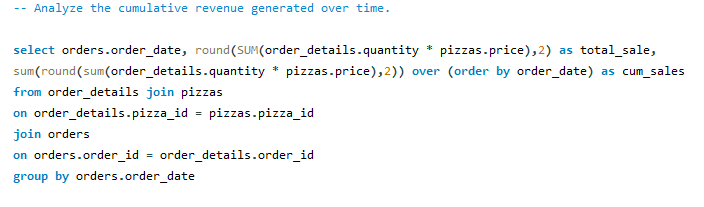 -- Analyze the cumulative revenue generated over time.
select orders.order_date, round(SUM(order_details.quantity * pizzas.price),2) as total_sale,
sum(round(sum(order_details.quantity * pizzas.price),2)) over (order by order_date) as cum_sales
from order_details join pizzas
on order_details.pizza_id = pizzas.pizza_id
join orders
on orders.order_id = order_details.order_id
group by orders.order_date